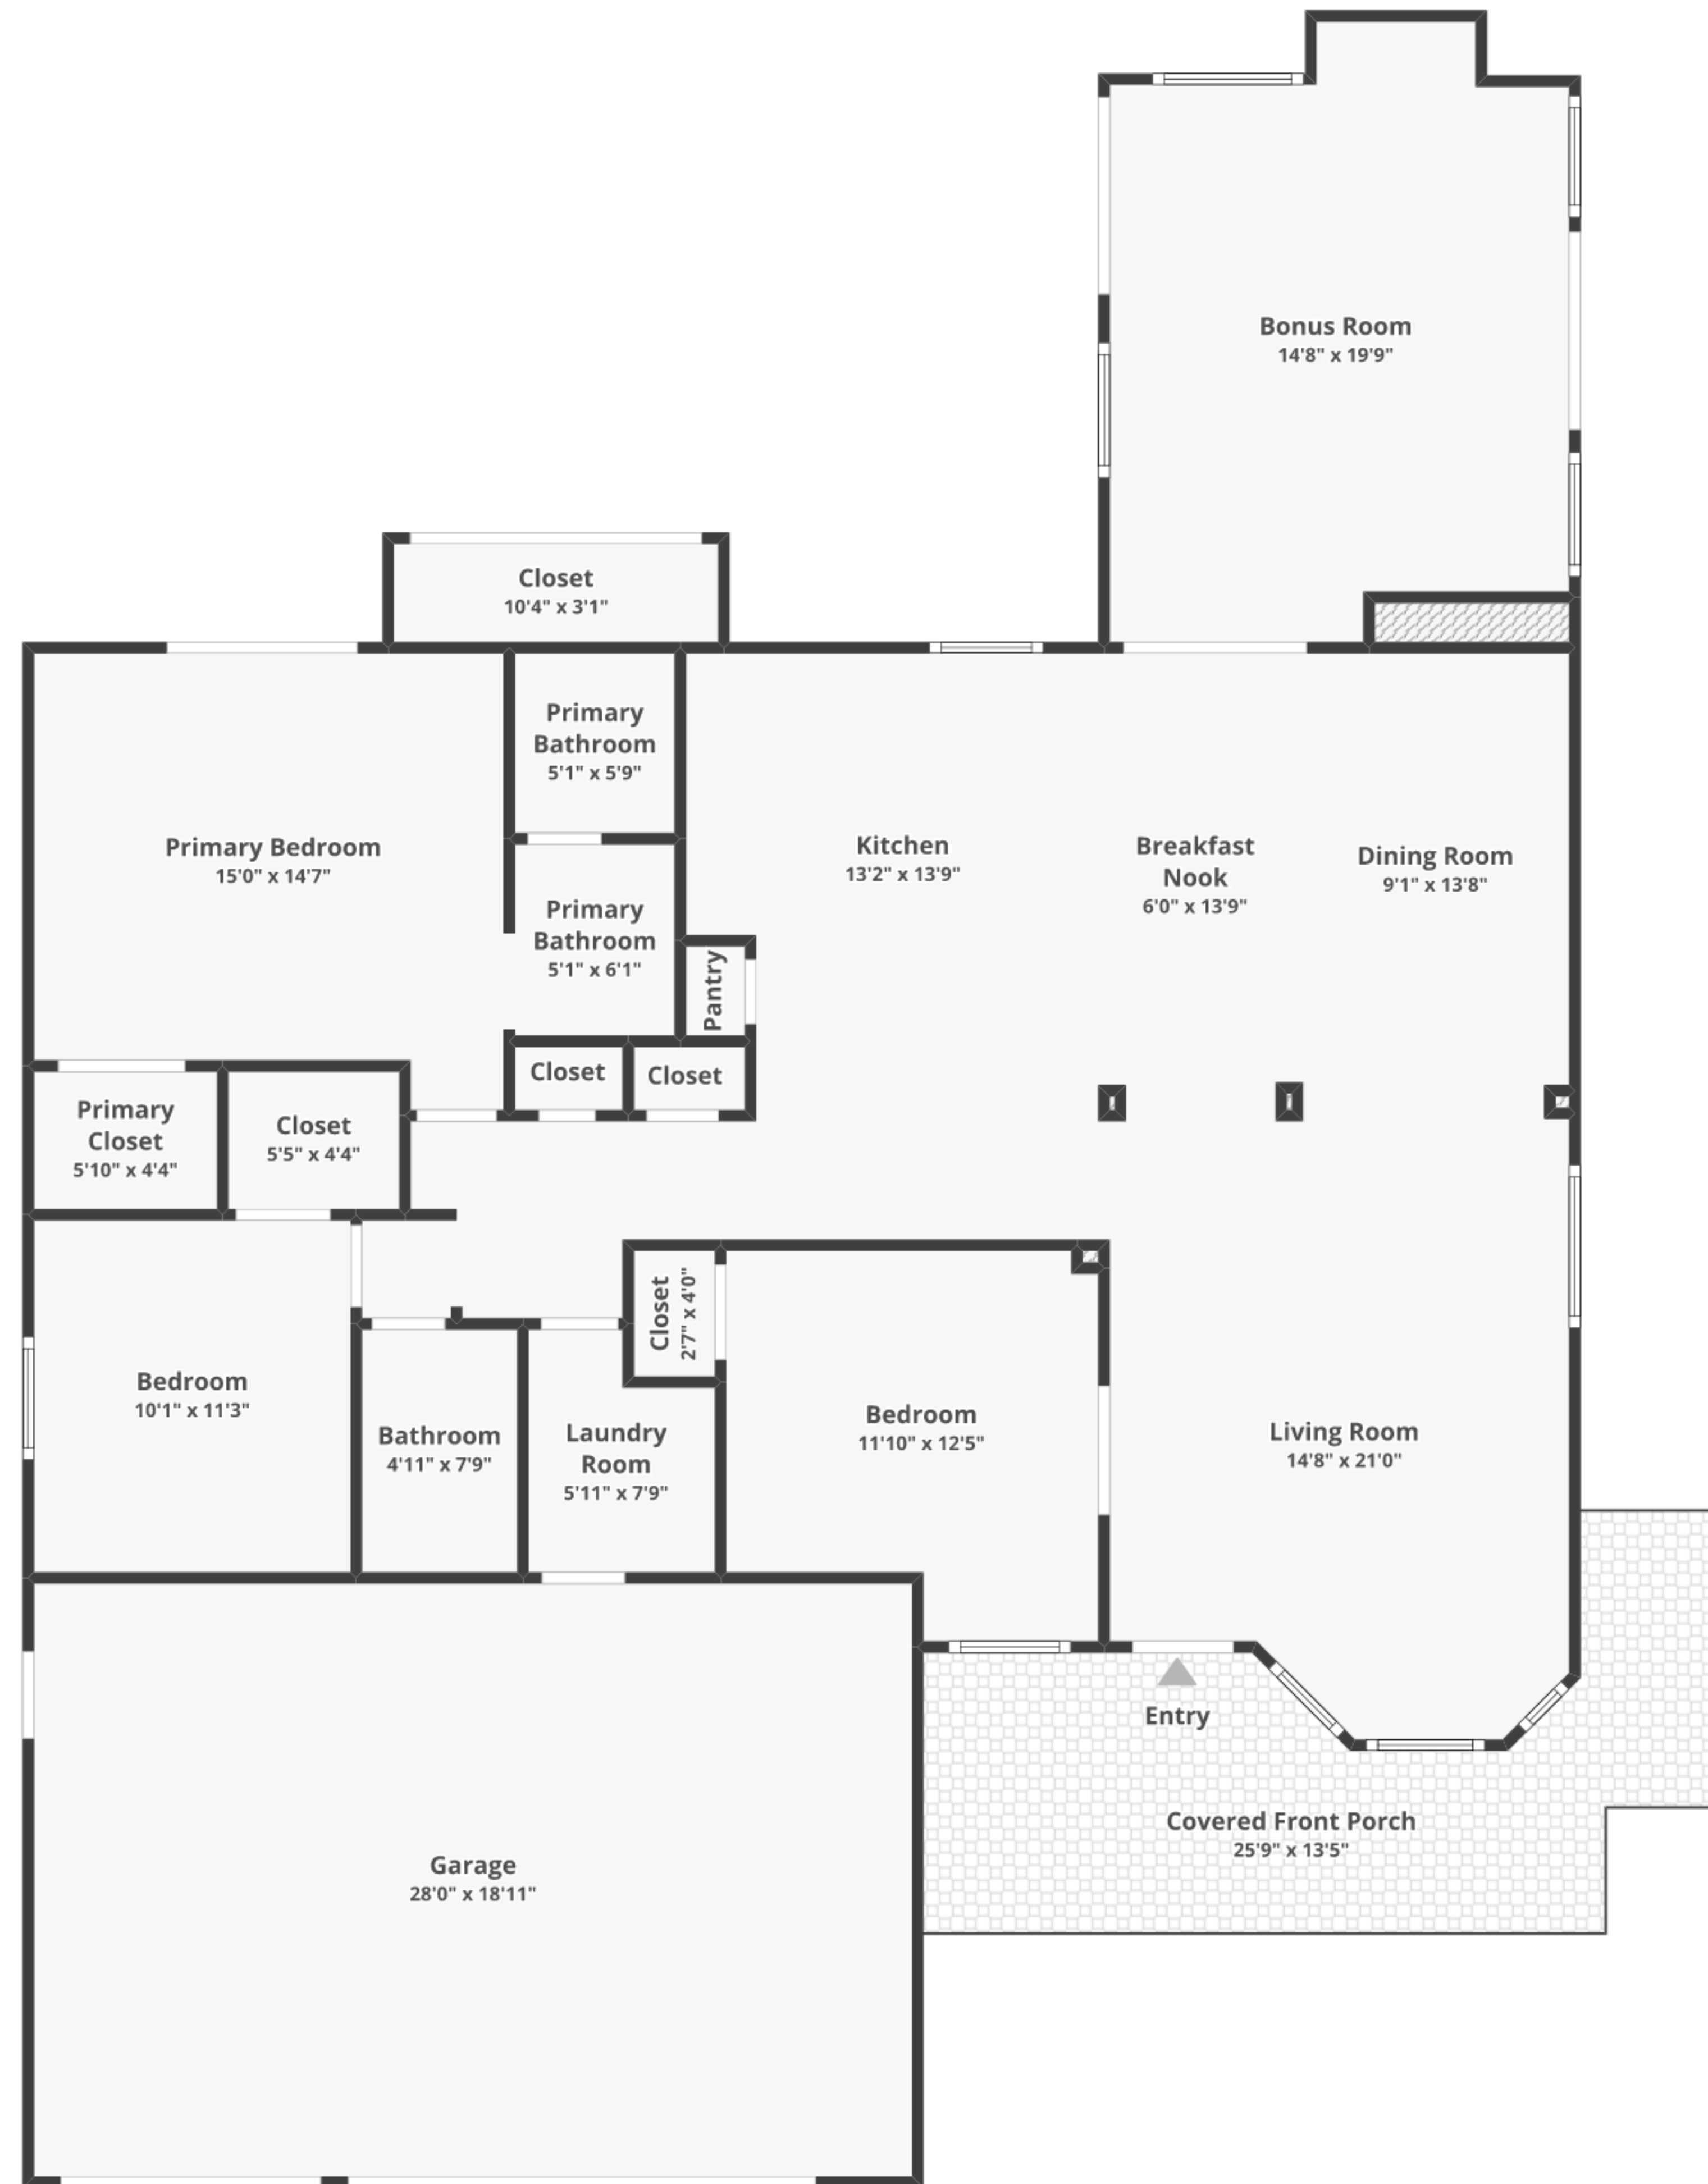 Bonus Room
14'8" x 19'9"
Closet
10'4" x 3'1"
Primary
Bathroom
5'1" x 5'9"
Primary Bedroom
15'0" x 14'7"
Kitchen
13'2" x 13'9"
Breakfast
Nook
6'0" x 13'9"
Dining Room
9'1" x 13'8"
Primary
Bathroom
5'1" x 6'1"
Pantry
Closet
Closet
Primary
Closet
5'10" x 4'4"
Closet
5'5" x 4'4"
Closet
2'7" x 4'0"
Bedroom
10'1" x 11'3"
Bathroom
4'11" x 7'9"
Laundry
Room
5'11" x 7'9"
Bedroom
11'10" x 12'5"
Living Room
14'8" x 21'0"
Entry
Covered Front Porch
25'9" x 13'5"
Garage
28'0" x 18'11"